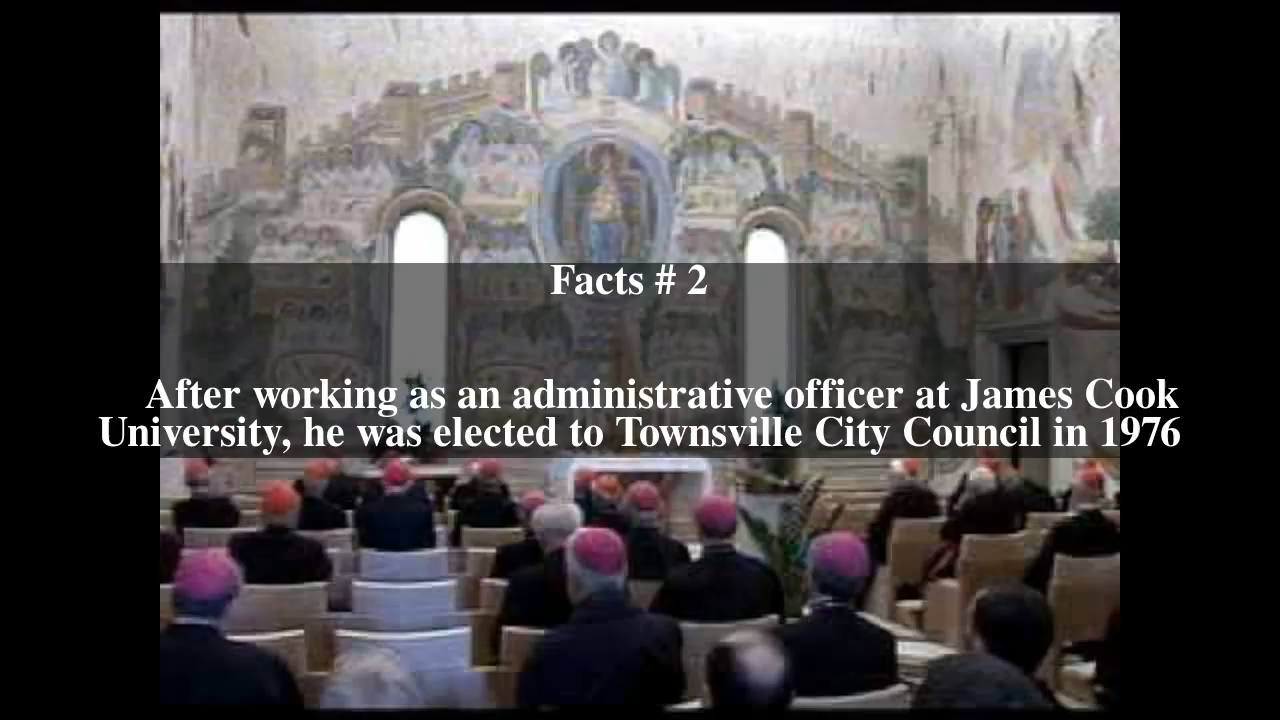 Facts # 2
After working as an administrative officer at James Cook
University, he was elected to Townsville City Council in 1976